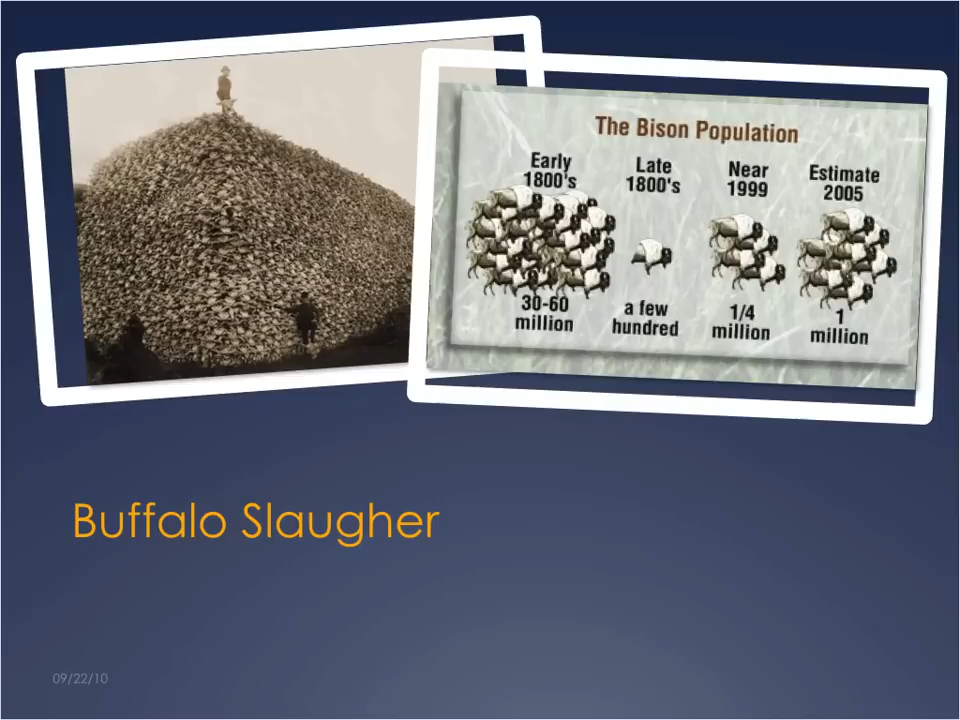 The Bison Population
Early
1800's
Late
1800's
Near
1999
Estimate
2005
30-60
million
a few
hundred
1/4
million
1
million
Buffalo Slaugher
09/22/10